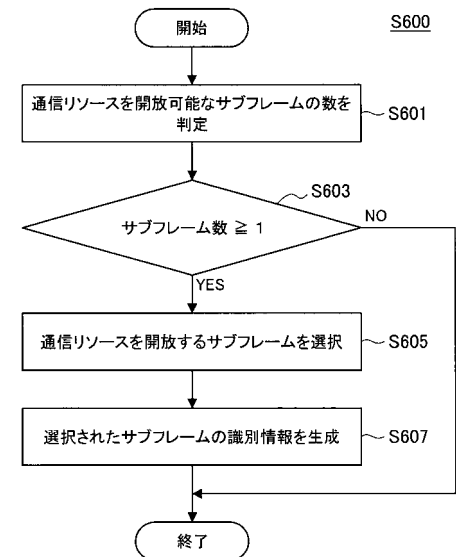 開始
S600
通信リソースを開放可能なサブフレームの数を
判定
S601
S603
サブフレーム数 ≧ 1
NO
YES
通信リソースを開放するサブフレームを選択
S605
選択されたサブフレームの識別情報を生成
S607
終了